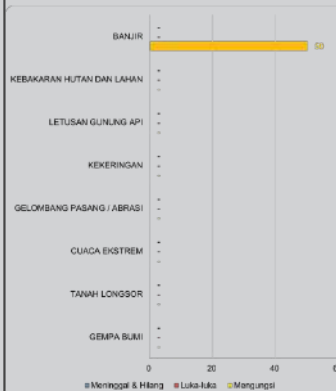 BANJIR
-
-
50
KEBAKARAN HUTAN DAN LAHAN
-
-
-
LETUSAN GUNUNG API
-
-
-
KEKERINGAN
-
-
-
GELOMBANG PASANG / ABRASI
-
-
-
CUACA EKSTREM
-
-
-
TANAH LONGSOR
-
-
-
GEMPA BUMI
-
-
-
0 20 40
Meninggal & Hilang Luka-luka Mengungsi